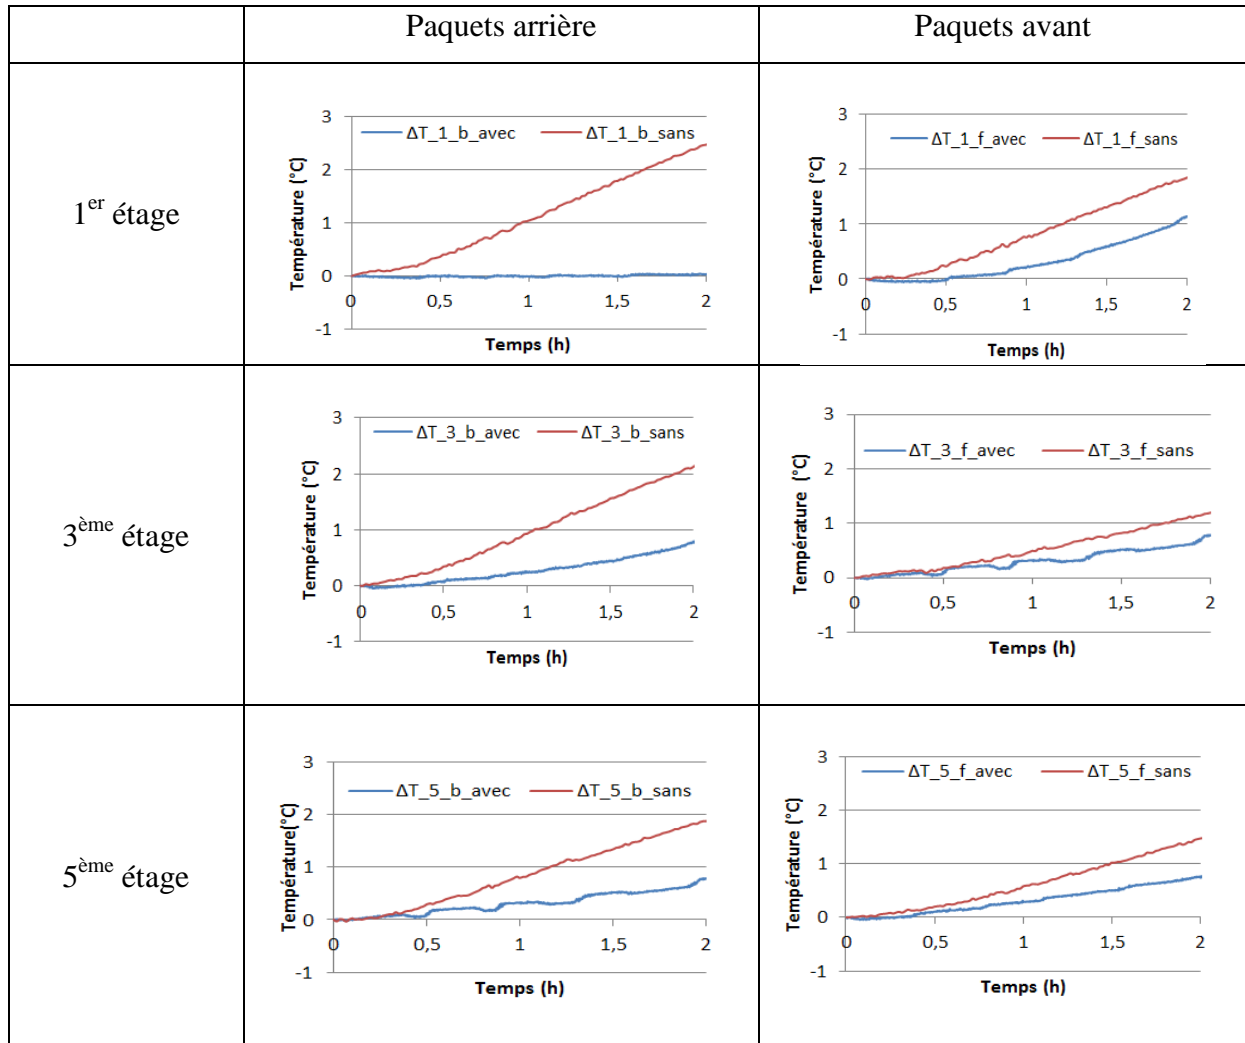 Paquets arrière Paquets avant
1er étage
3
2
1
0
-1
Température (°C)
ΔT_1_b_avec ΔT_1_b_sans
0 0,5 1 1,5 2
Temps (h)
3
2
1
0
-1
Température (°C)
ΔT_1_f_avec ΔT_1_f_sans
0 0,5 1 1,5 2
Temps (h)
3ème étage
3
2
1
0
-1
Température (°C)
ΔT_3_b_avec ΔT_3_b_sans
0 0,5 1 1,5 2
Temps (h)
3
2
1
0
-1
Température (°C)
ΔT_3_f_avec ΔT_3_f_sans
0 0,5 1 1,5 2
Temps (h)
5ème étage
3
2
1
0
-1
Température(°C)
ΔT_5_b_avec ΔT_5_b_sans
0 0,5 1 1,5 2
Temps (h)
3
2
1
0
-1
Température (°C)
ΔT_5_f_avec ΔT_5_f_sans
0 0,5 1 1,5 2
Temps (h)